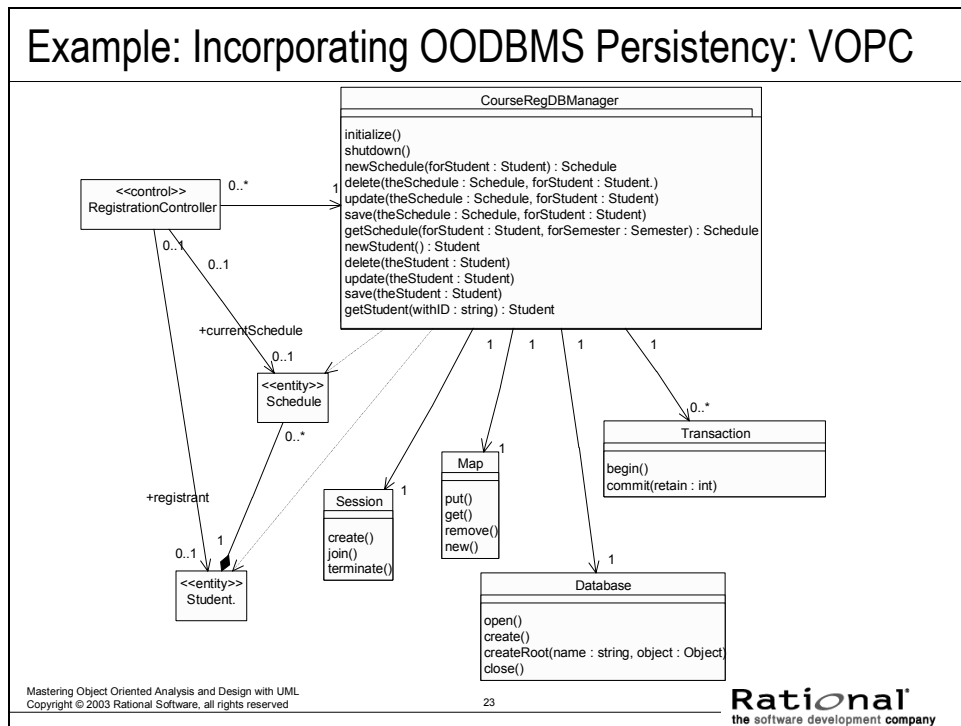 Example: Incorporating OODBMS Persistency: VOPC
CourseRegDBManager
initialize()
shutdown()
newSchedule(forStudent : Student) : Schedule
delete(theSchedule : Schedule, forStudent : Student.)
update(theSchedule : Schedule, forStudent : Student)
save(theSchedule : Schedule, forStudent : Student)
getSchedule(forStudent : Student, forSemester : Semester) : Schedule
newStudent() : Student
delete(theStudent : Student)
update(theStudent : Student)
save(theStudent : Student)
getStudent(withID : string) : Student
<<control>>
RegistrationController
0..*
1
0..1
0..1
+currentSchedule
0..1
<<entity>>
Schedule
0..*
+registrant
1
0..1
<<entity>>
Student.
1
1
1
1
1
Session
create()
join()
terminate()
1
Map
put()
get()
remove()
new()
0..*
Transaction
begin()
commit(retain : int)
1
Database
open()
create()
createRoot(name : string, object : Object)
close()
Mastering Object Oriented Analysis and Design with UML
Copyright © 2003 Rational Software, all rights reserved
23
Rational
the software development company